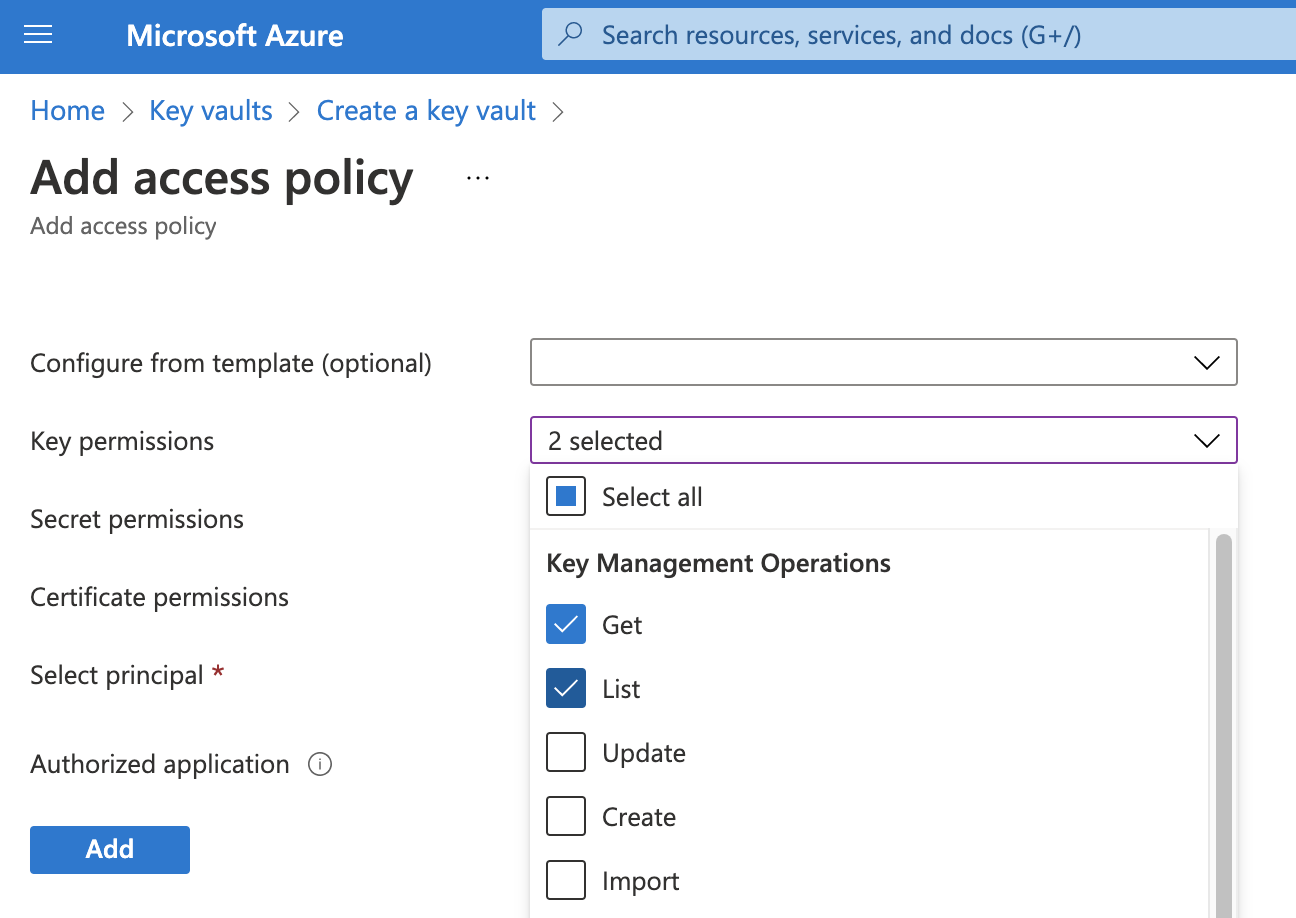 Microsoft Azure
Search resources, services, and docs (G+/)
Home > Key vaults > Create a key vault >
Add access policy ...
Add access policy
Configure from template (optional)
Key permissions
2 selected
Select all
Secret permissions
Key Management Operations
Certificate permissions
Get
Select principal *
List
Update
Authorized application
Create
Add
Import